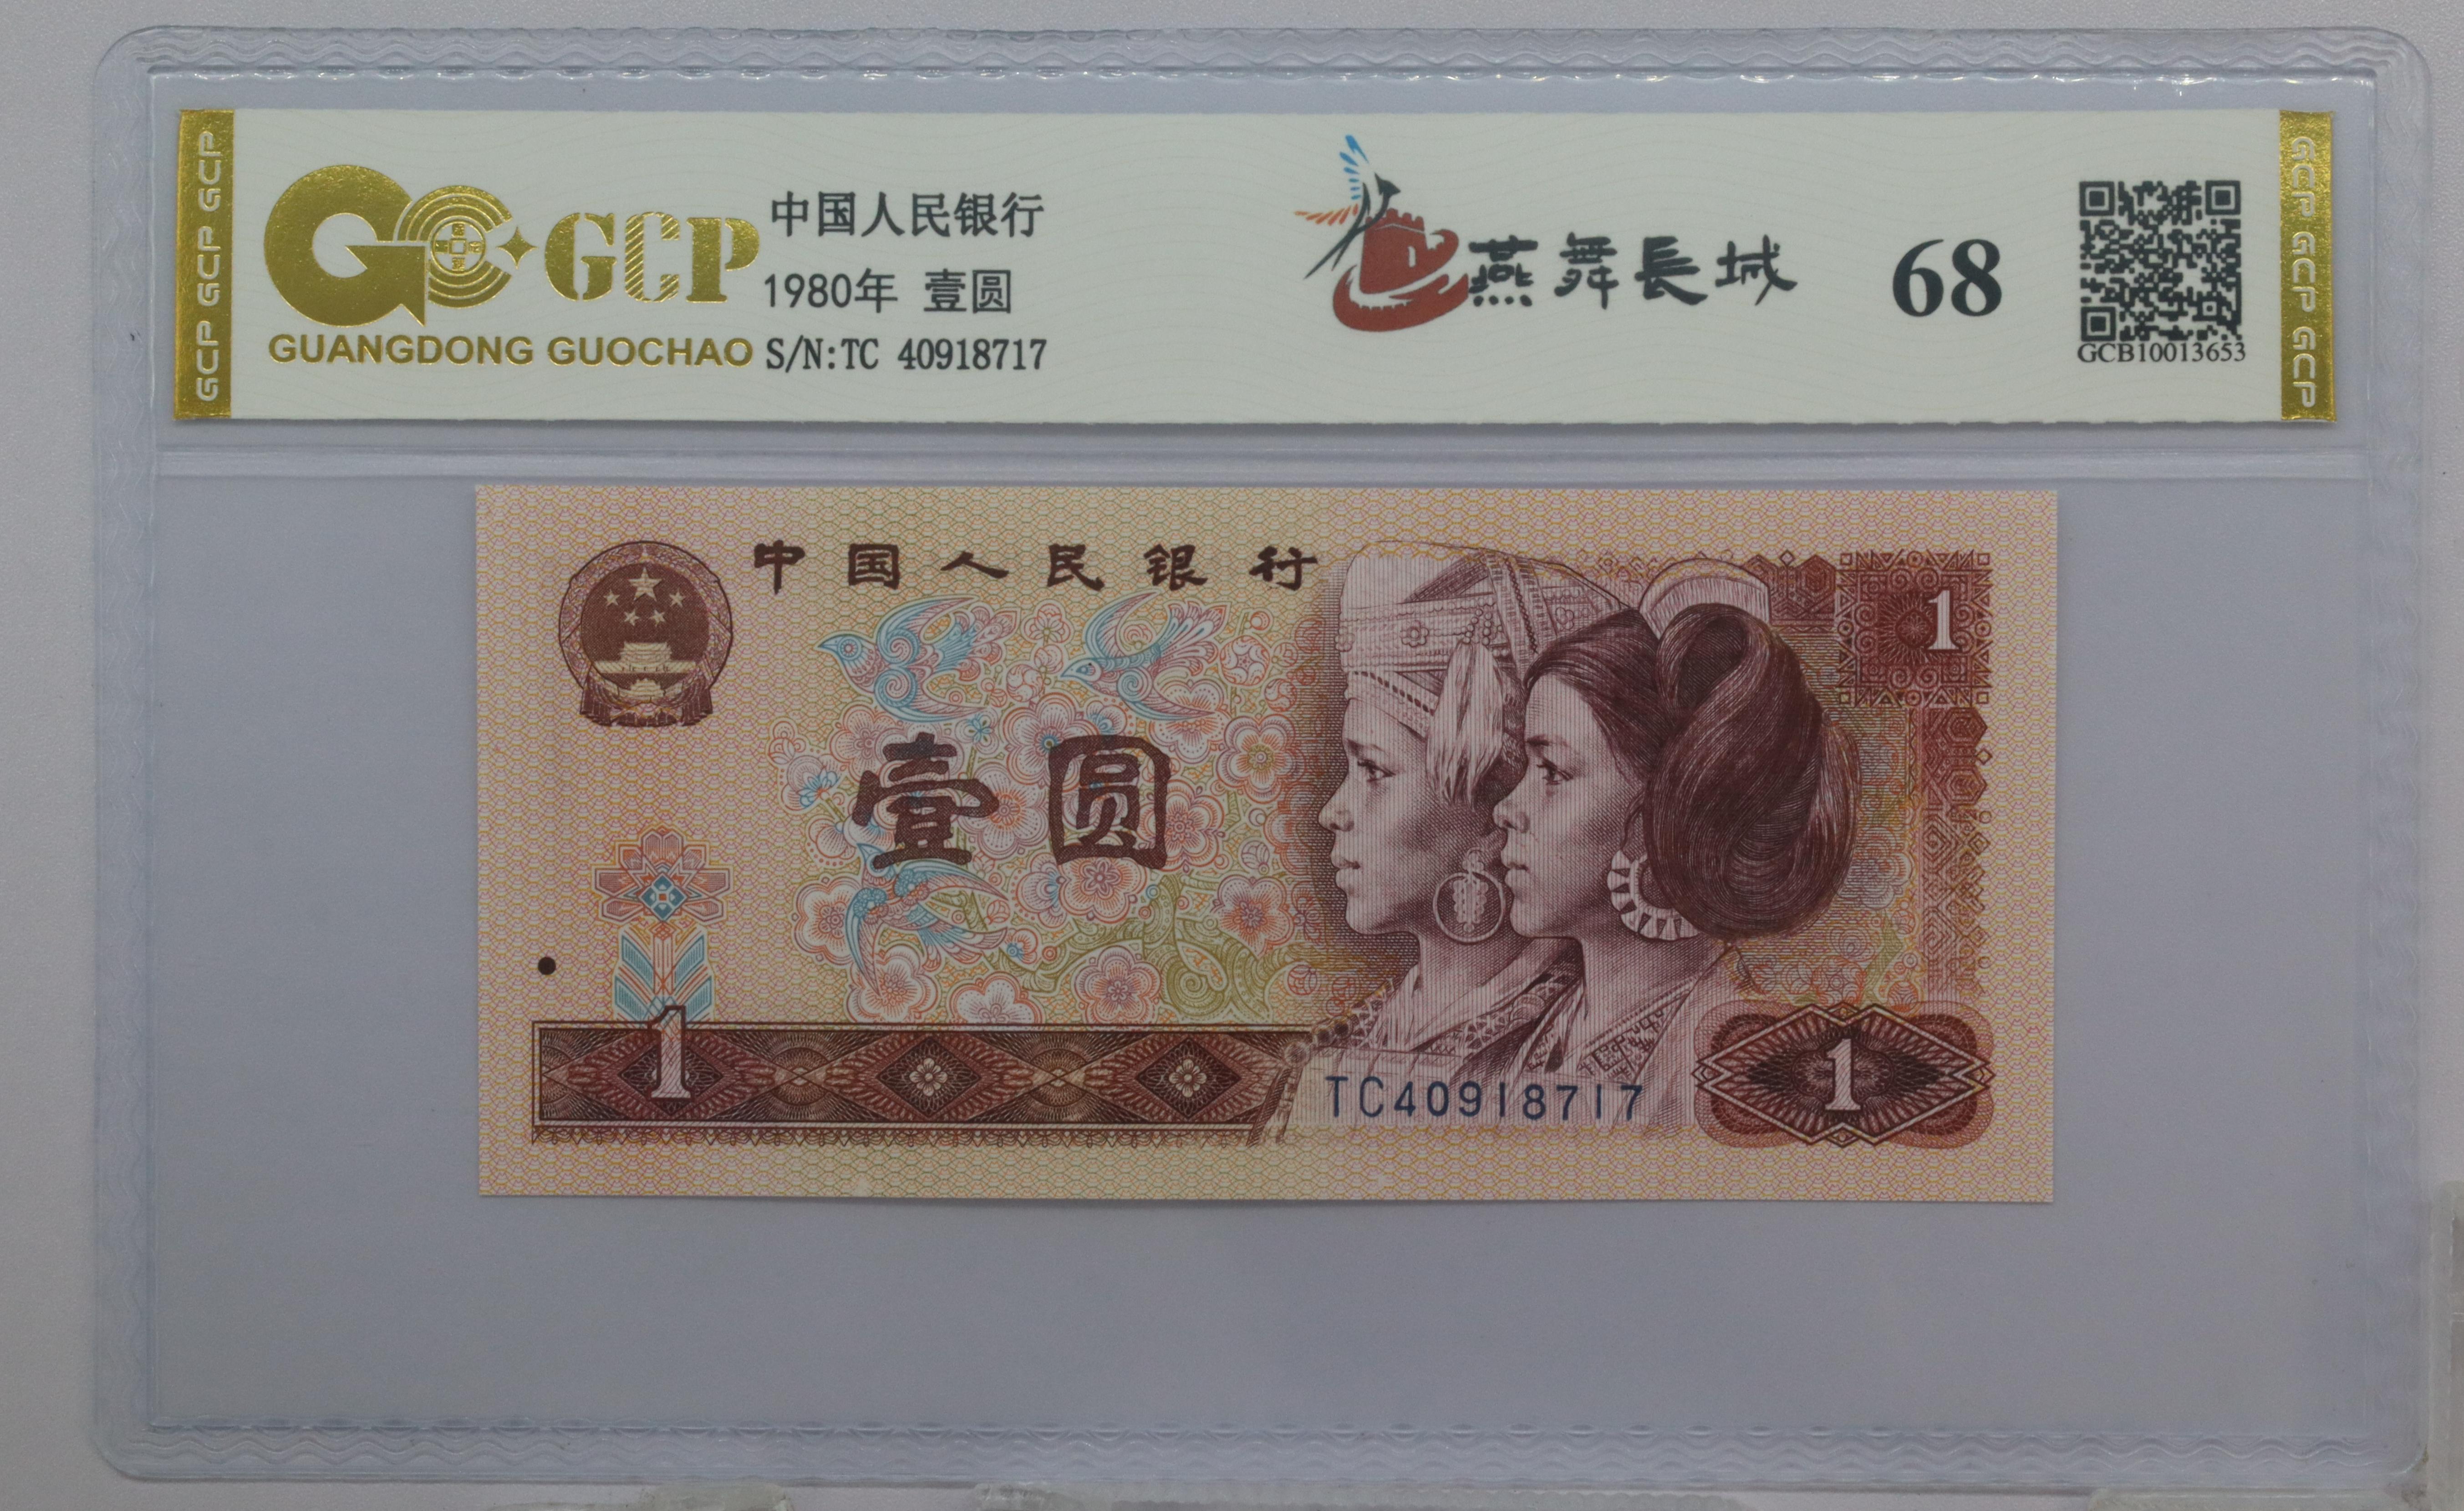 GCP GCP GCP
GCP
中国人民银行
1980年 壹圆
GUANGDONG GUOCHAO
S/N:TC 40918717
燕舞長城
68
GCB10013653
GCP GCP GCP
中国人民银行
1
壹圆
1
TC40918717
1